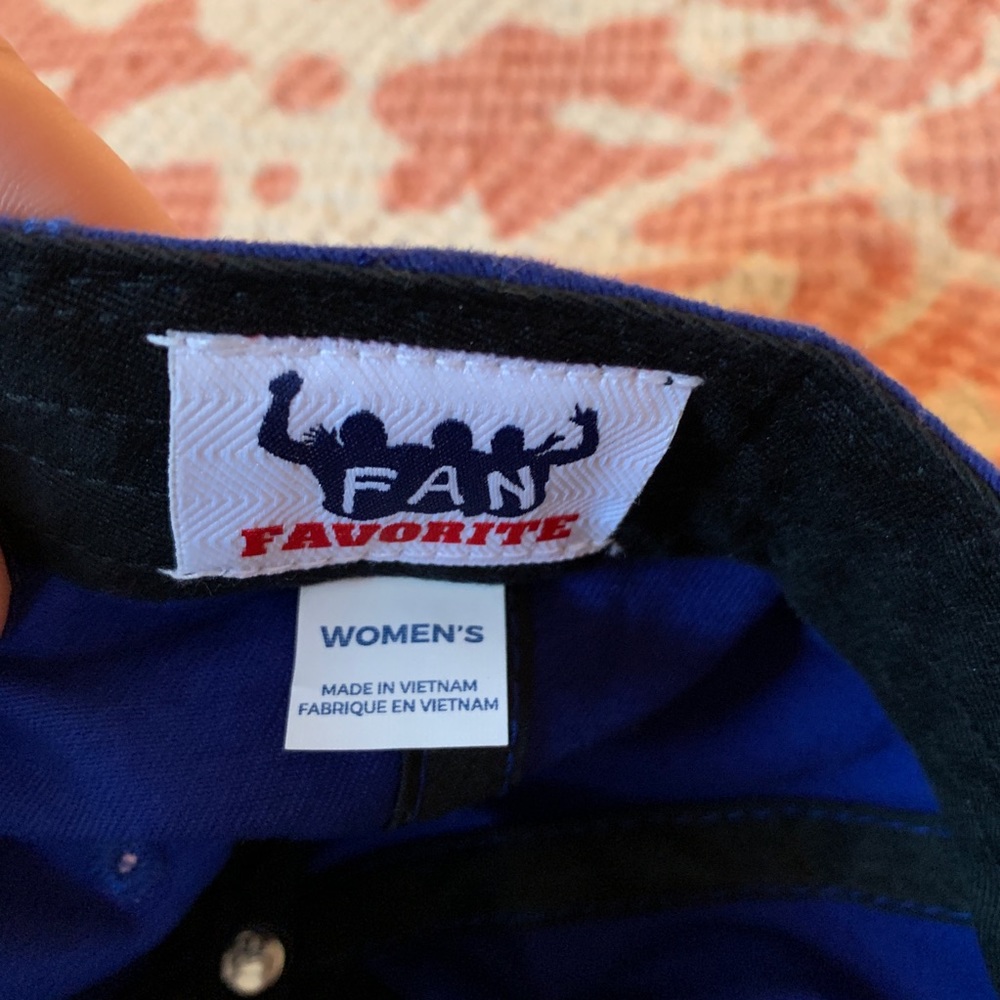 FAN
FAVORITE
WOMEN'S
MADE IN VIETNAM
FABRIQUE EN VIETNAM